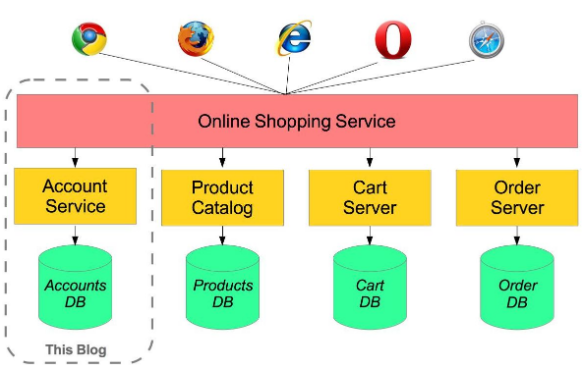 Online Shopping Service
Account
Service
Product
Catalog
Cart
Server
Order
Server
Accounts
DB
Products
DB
Cart
DB
Order
DB
This Blog